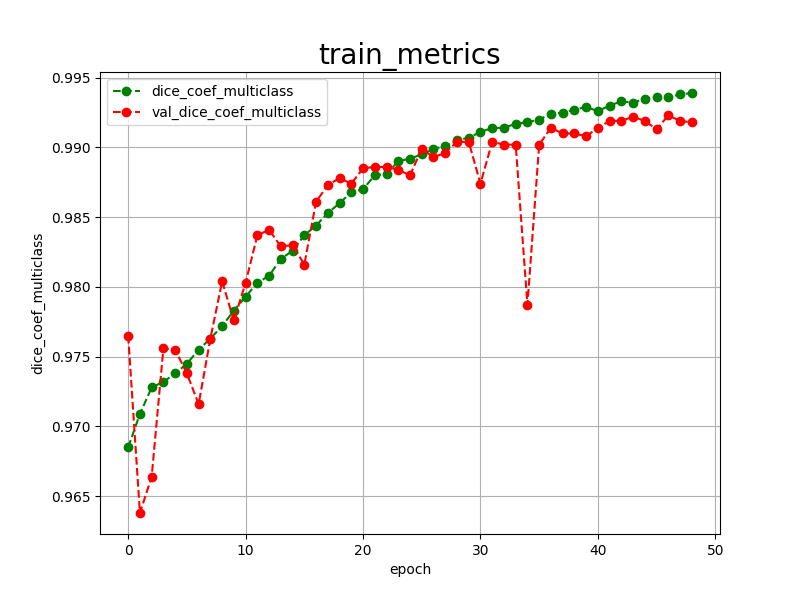 train_metrics
dice_coef_multiclass
val_dice_coef_multiclass
0.995
0.990
0.985
0.980
0.975
0.970
0.965
dice_coef_multiclass
0 10 20 30 40 50
epoch